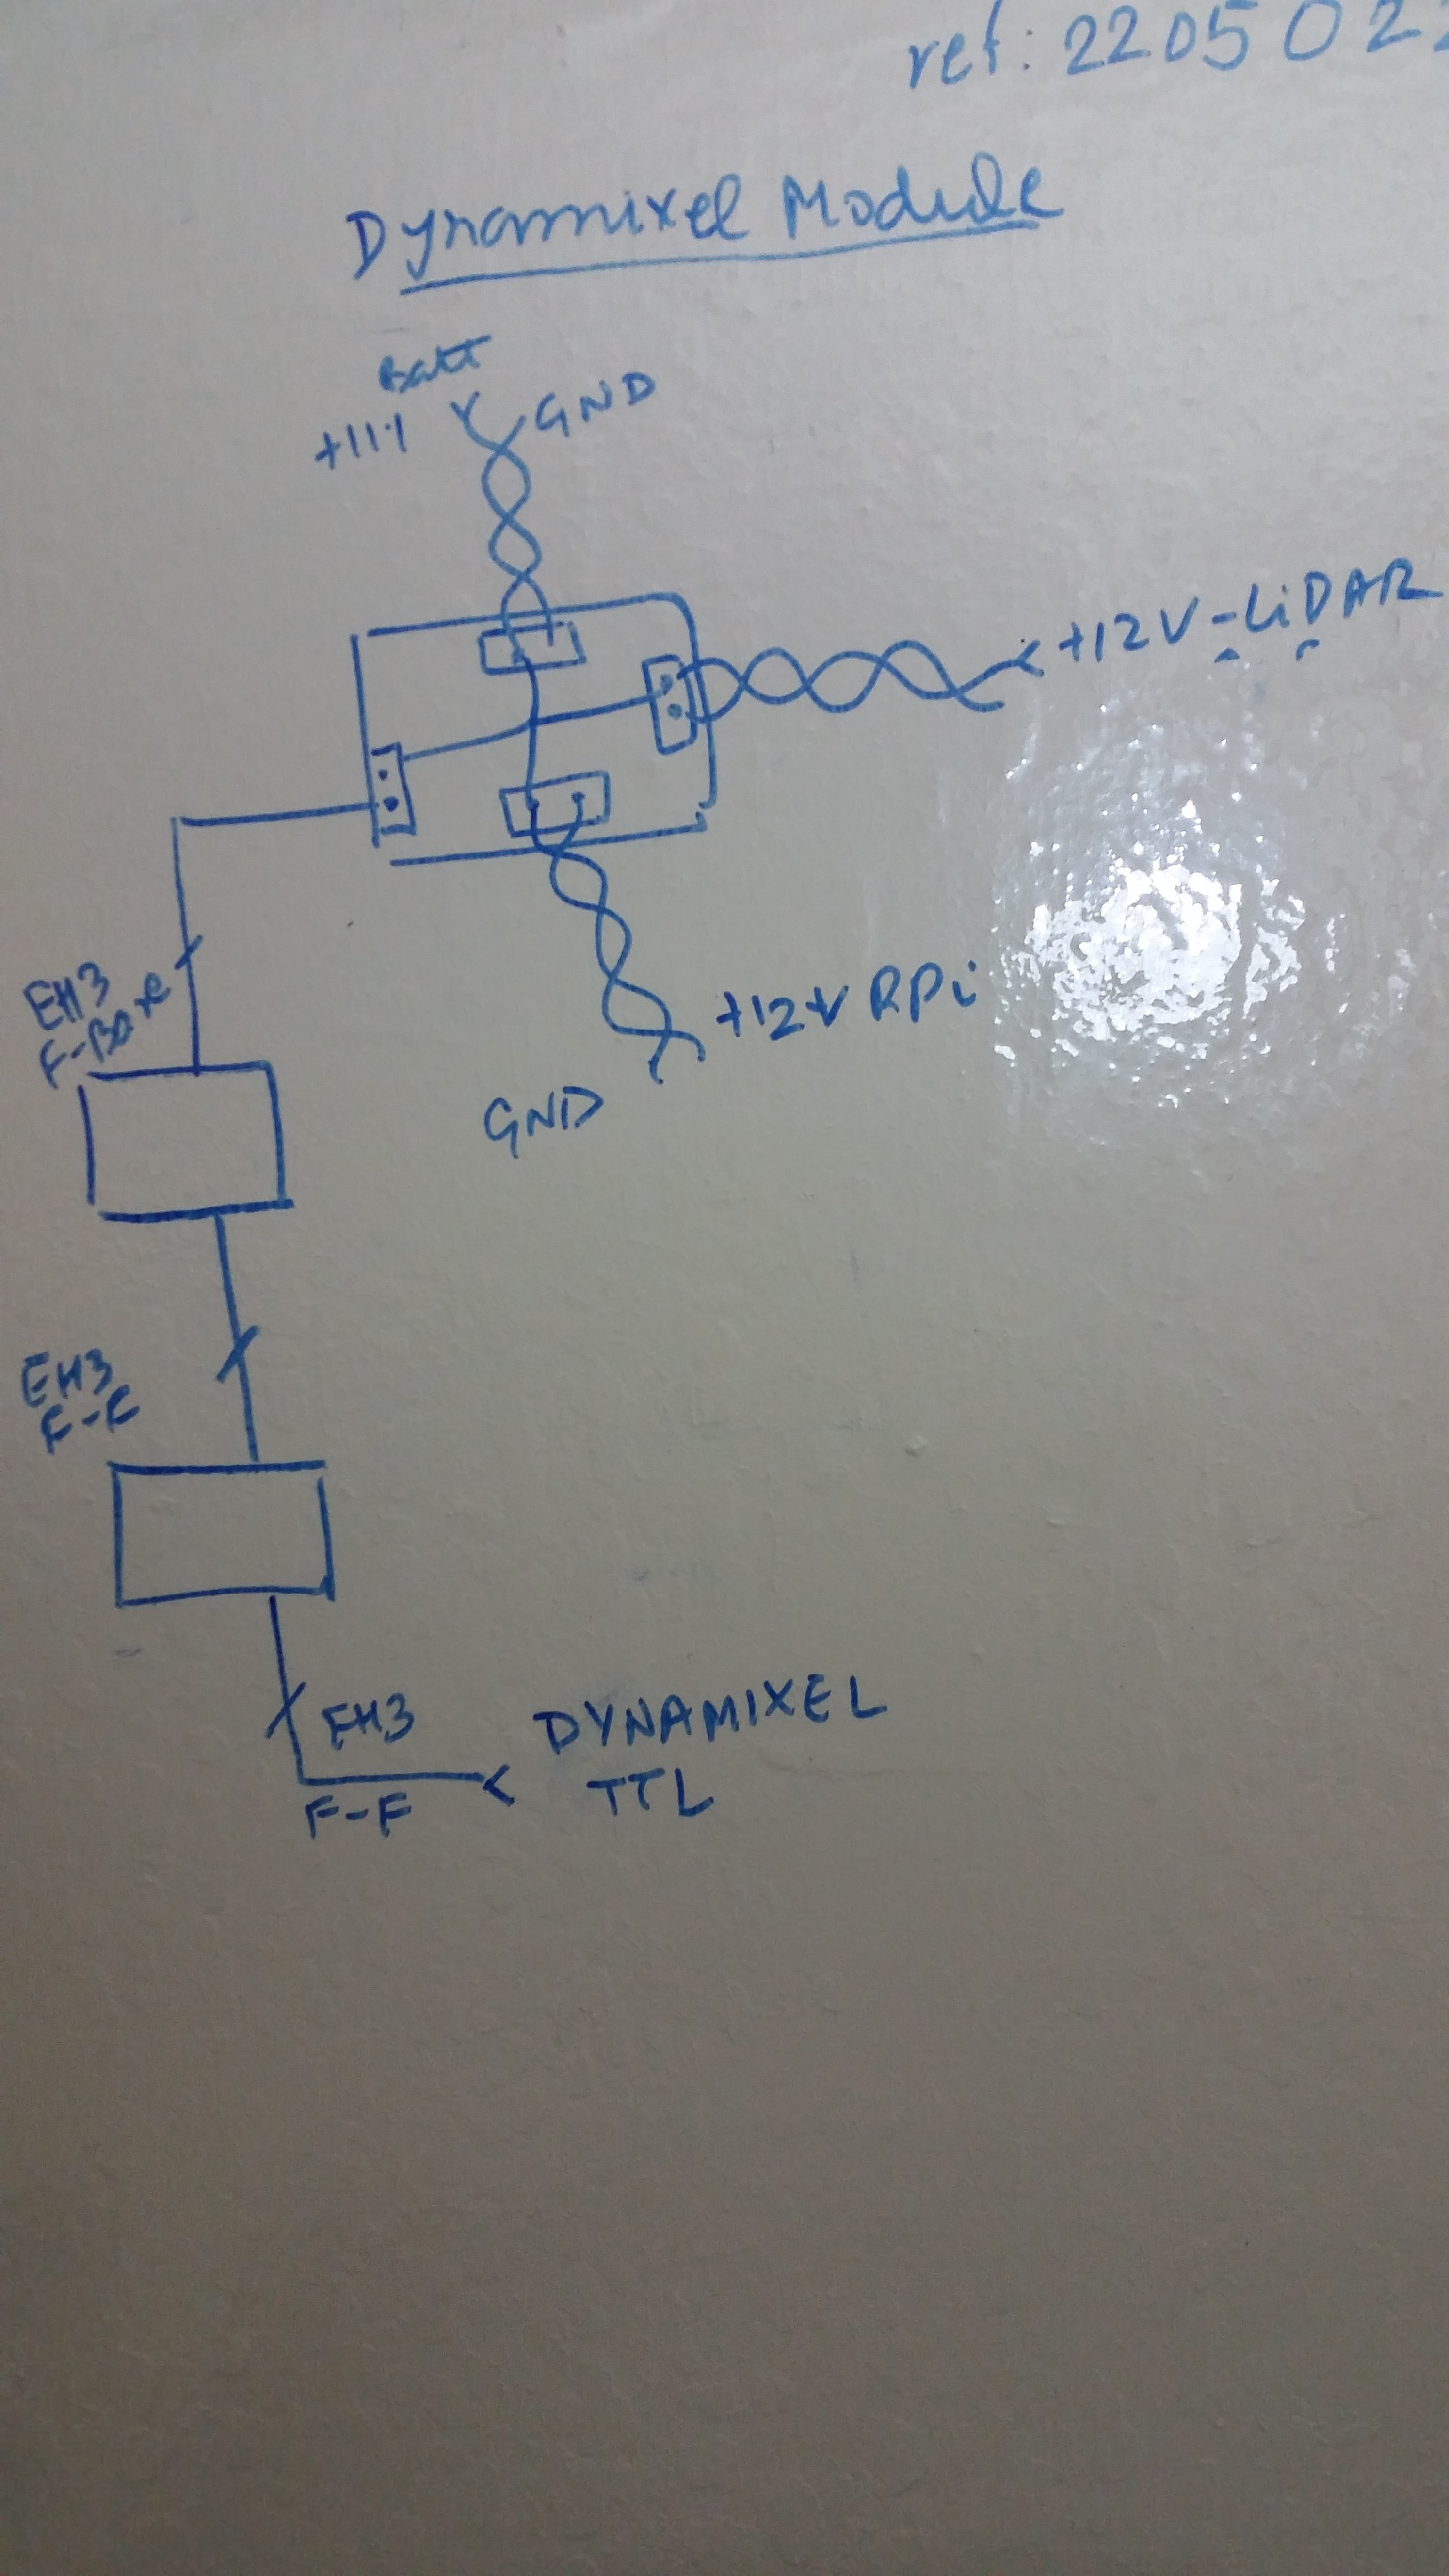 ref: 220502
Dynamixel Module
Batt
+11.1 GND
+12V-LiDAR
EH3
F-Bare
+12V RPi
GND
EH3
F-F
EH3
F-F
DYNAMIXEL
TTL